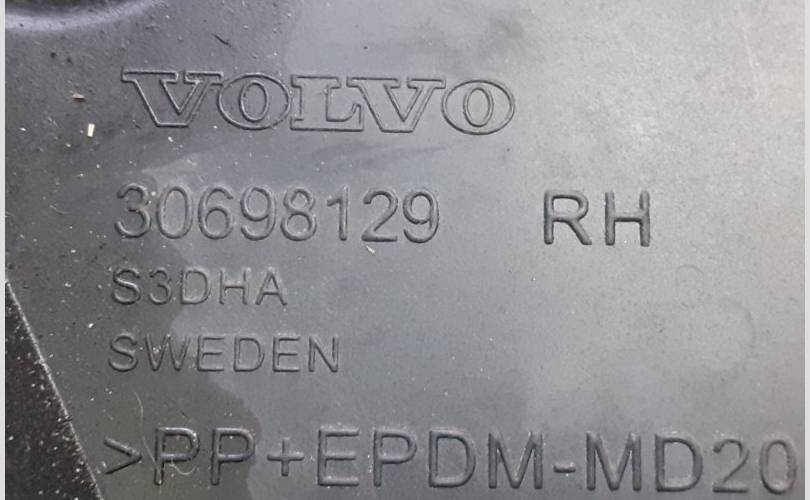 VOLVO
30698129 RH
S3DHA
SWEDEN
>PP+EPDM-MD20